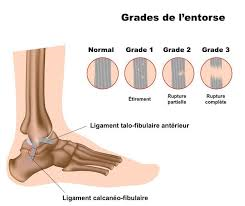 Grades de l'entorse
Normal Grade 1 Grade 2 Grade 3
Étirement Rupture partielle Rupture complète
Ligament talo-fibulaire antérieur
Ligament calcanéo-fibulaire